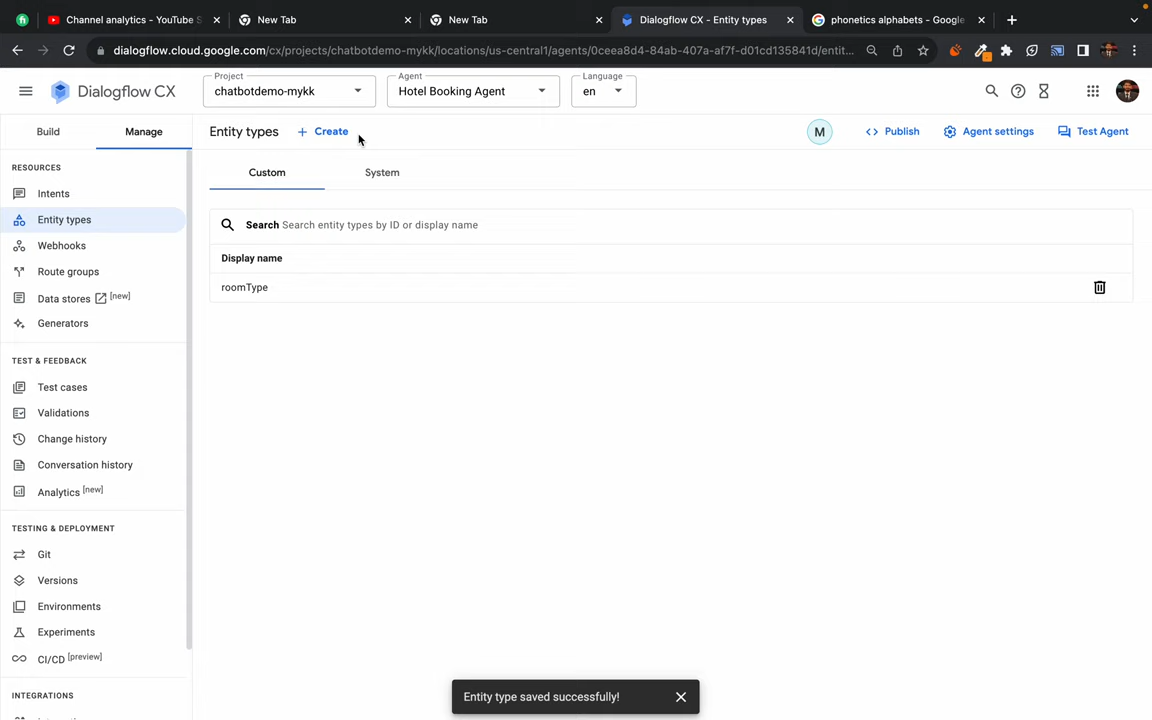 Channel analytics - YouTube S
New Tab
New Tab
Dialogflow CX - Entity types
phonetics alphabets - Google
dialogflow.cloud.google.com/cx/projects/chatbotdemo-mykk/locations/us-central1/agents/0ceea8d4-84ab-407a-af7f-d01cd135841d/entit...
Dialogflow CX
Project
chatbotdemo-mykk
Agent
Hotel Booking Agent
Language
en
Build
Manage
Entity types
Create
M
Publish
Agent settings
Test Agent
RESOURCES
Intents
Entity types
Webhooks
Route groups
Data stores [new]
Generators
TEST & FEEDBACK
Test cases
Validations
Change history
Conversation history
Analytics [new]
TESTING & DEPLOYMENT
Git
Versions
Environments
Experiments
CI/CD [preview]
INTEGRATIONS
Custom
System
Search Search entity types by ID or display name
Display name
roomType
Entity type saved successfully!